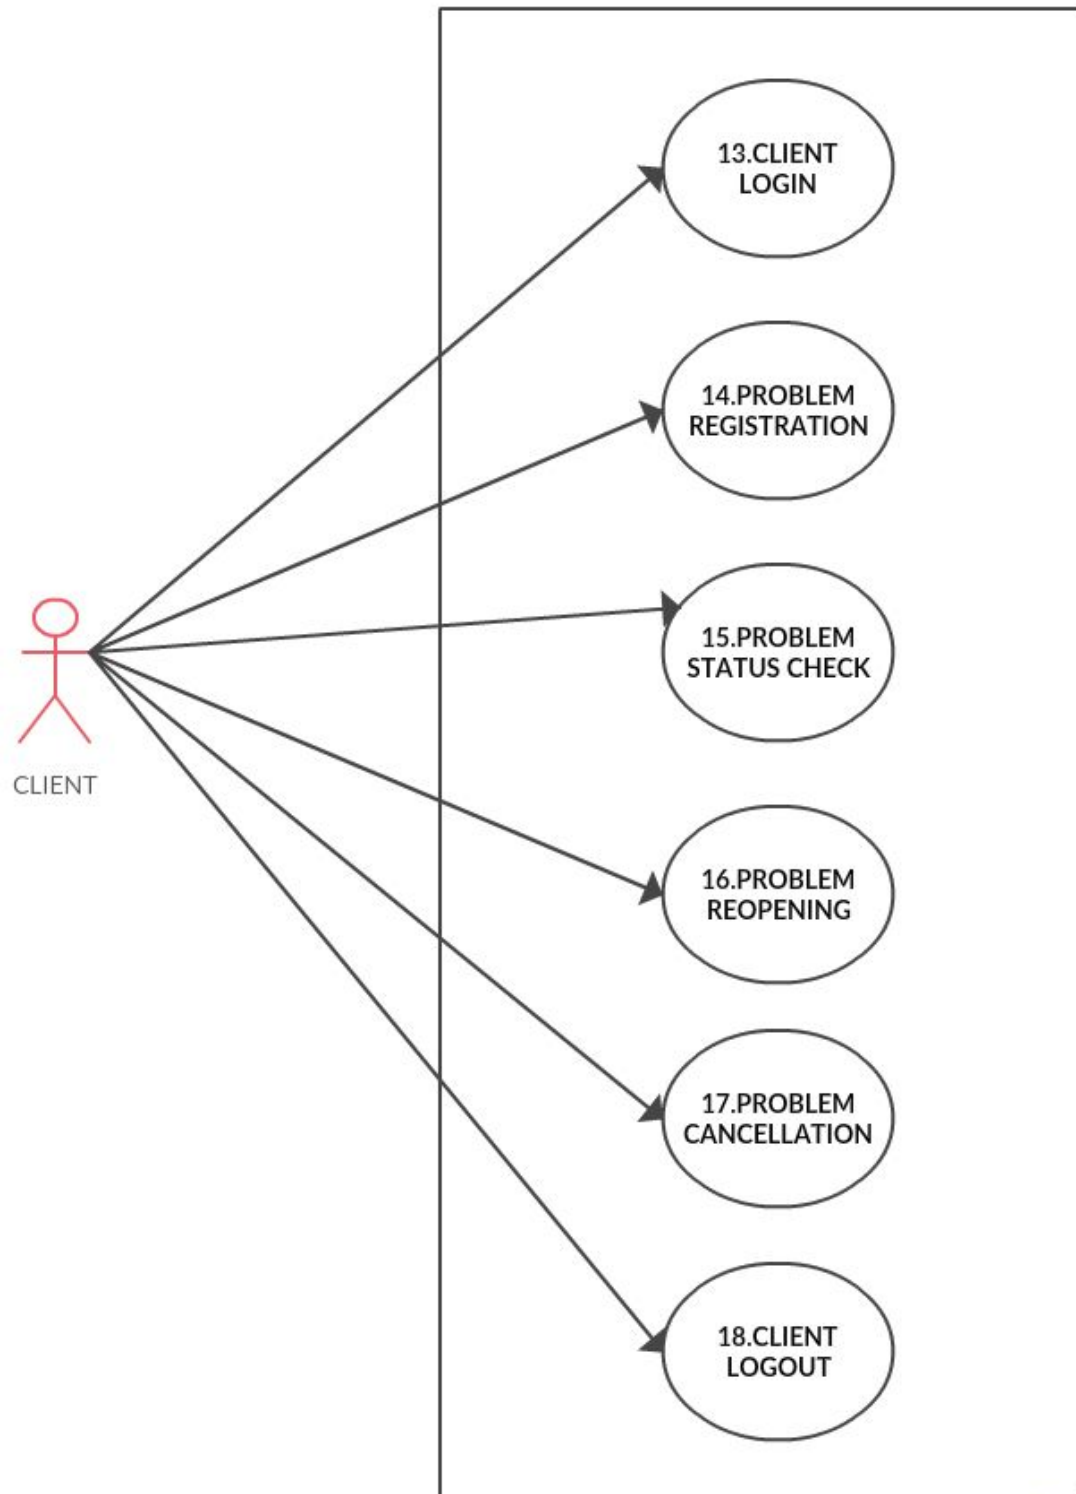 13.CLIENT
LOGIN
14.PROBLEM
REGISTRATION
15.PROBLEM
STATUS CHECK
CLIENT
16.PROBLEM
REOPENING
17.PROBLEM
CANCELLATION
18.CLIENT
LOGOUT